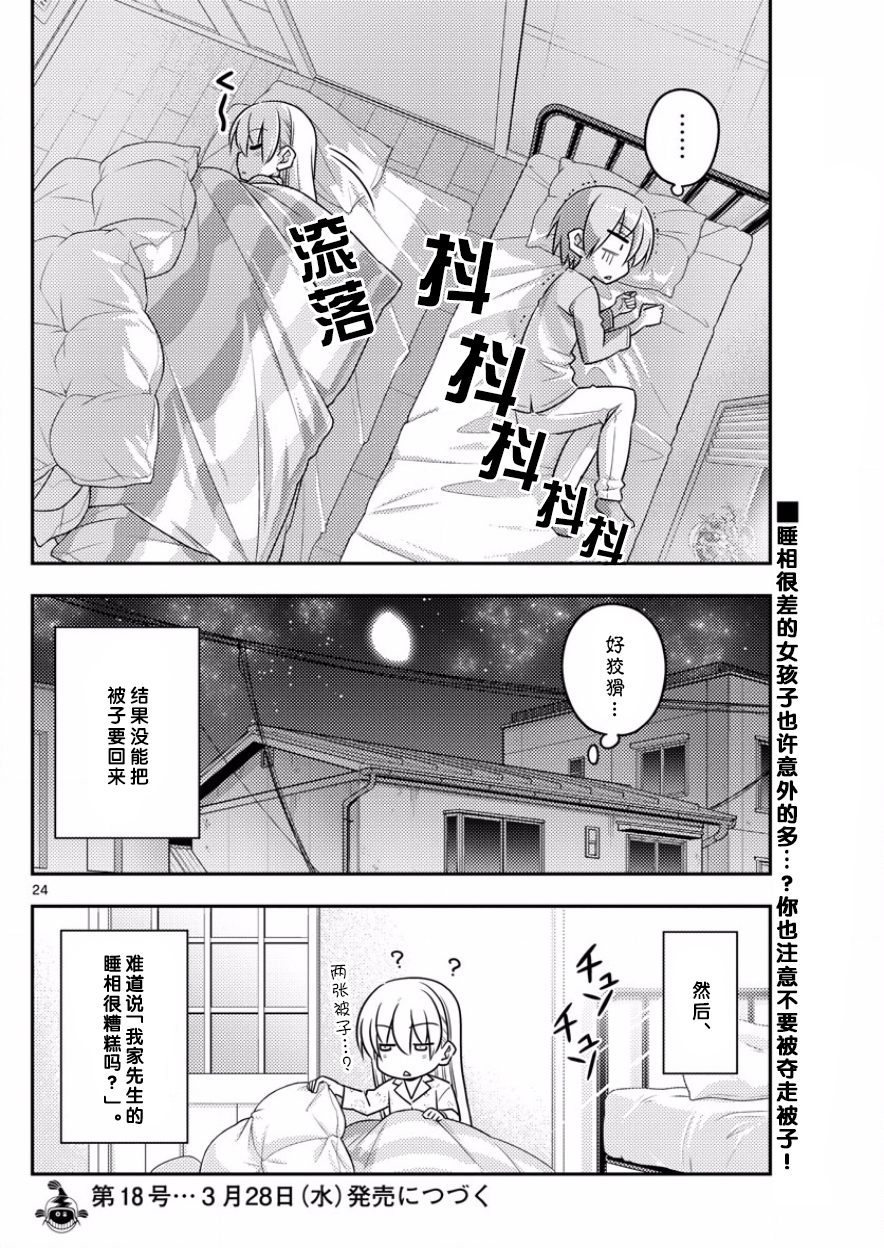 ……
く
滚落
抖
抖
抖
抖
抖
好狡猾…
结果没能把
被子要回来
24
然后、
チュン
チュン
?
?
两张被子…?
难道说「我家先生的
睡相很糟糕吗?」。
■睡相很差的女孩子也许意外的多…?你也注意不要被夺走被子!
第18号…3月28日(水)発売につづく